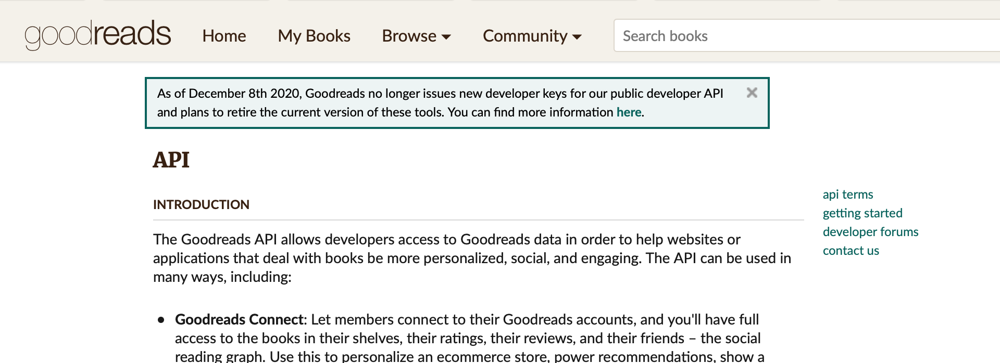 goodreads Home My Books Browse Community Search books
As of December 8th 2020, Goodreads no longer issues new developer keys for our public developer API
and plans to retire the current version of these tools. You can find more information here.
API
INTRODUCTION
The Goodreads API allows developers access to Goodreads data in order to help websites or
applications that deal with books be more personalized, social, and engaging. The API can be used in
many ways, including:
• Goodreads Connect: Let members connect to their Goodreads accounts, and you'll have full
access to the books in their shelves, their ratings, their reviews, and their friends – the social
reading graph. Use this to personalize an ecommerce store, power recommendations, show a
api terms
getting started
developer forums
contact us